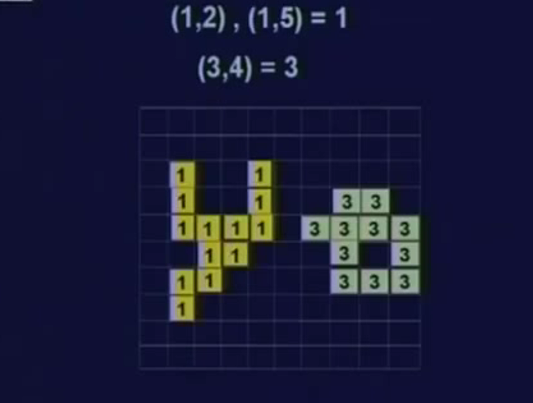 (1,2) , (1,5) = 1
(3,4) = 3
1 1
1 1 3 3
1 1 1 1 3 3 3 3
1 1 3 3
1 1 3 3 3
1